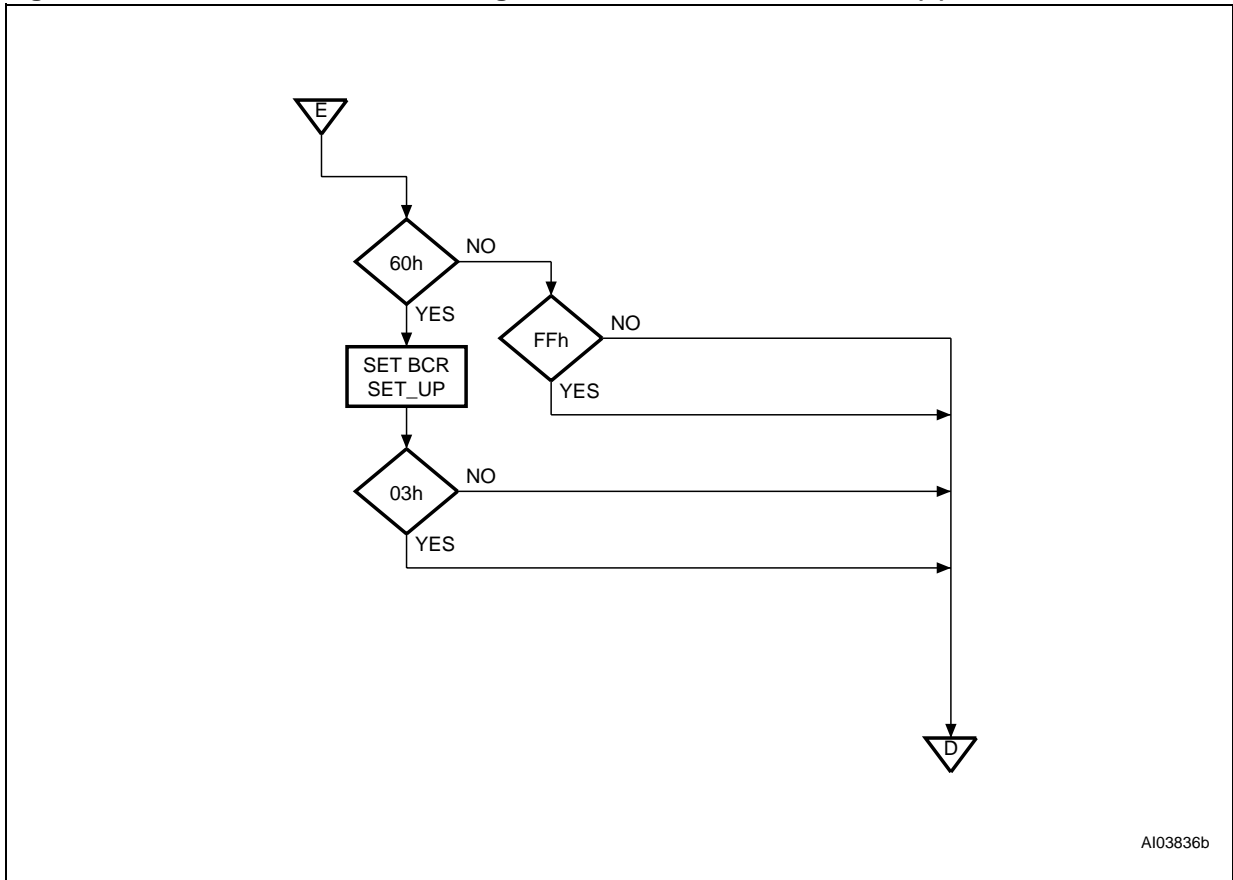 E
60h
NO
YES
FFh
NO
YES
SET BCR
SET_UP
03h
NO
YES
D
AI03836b